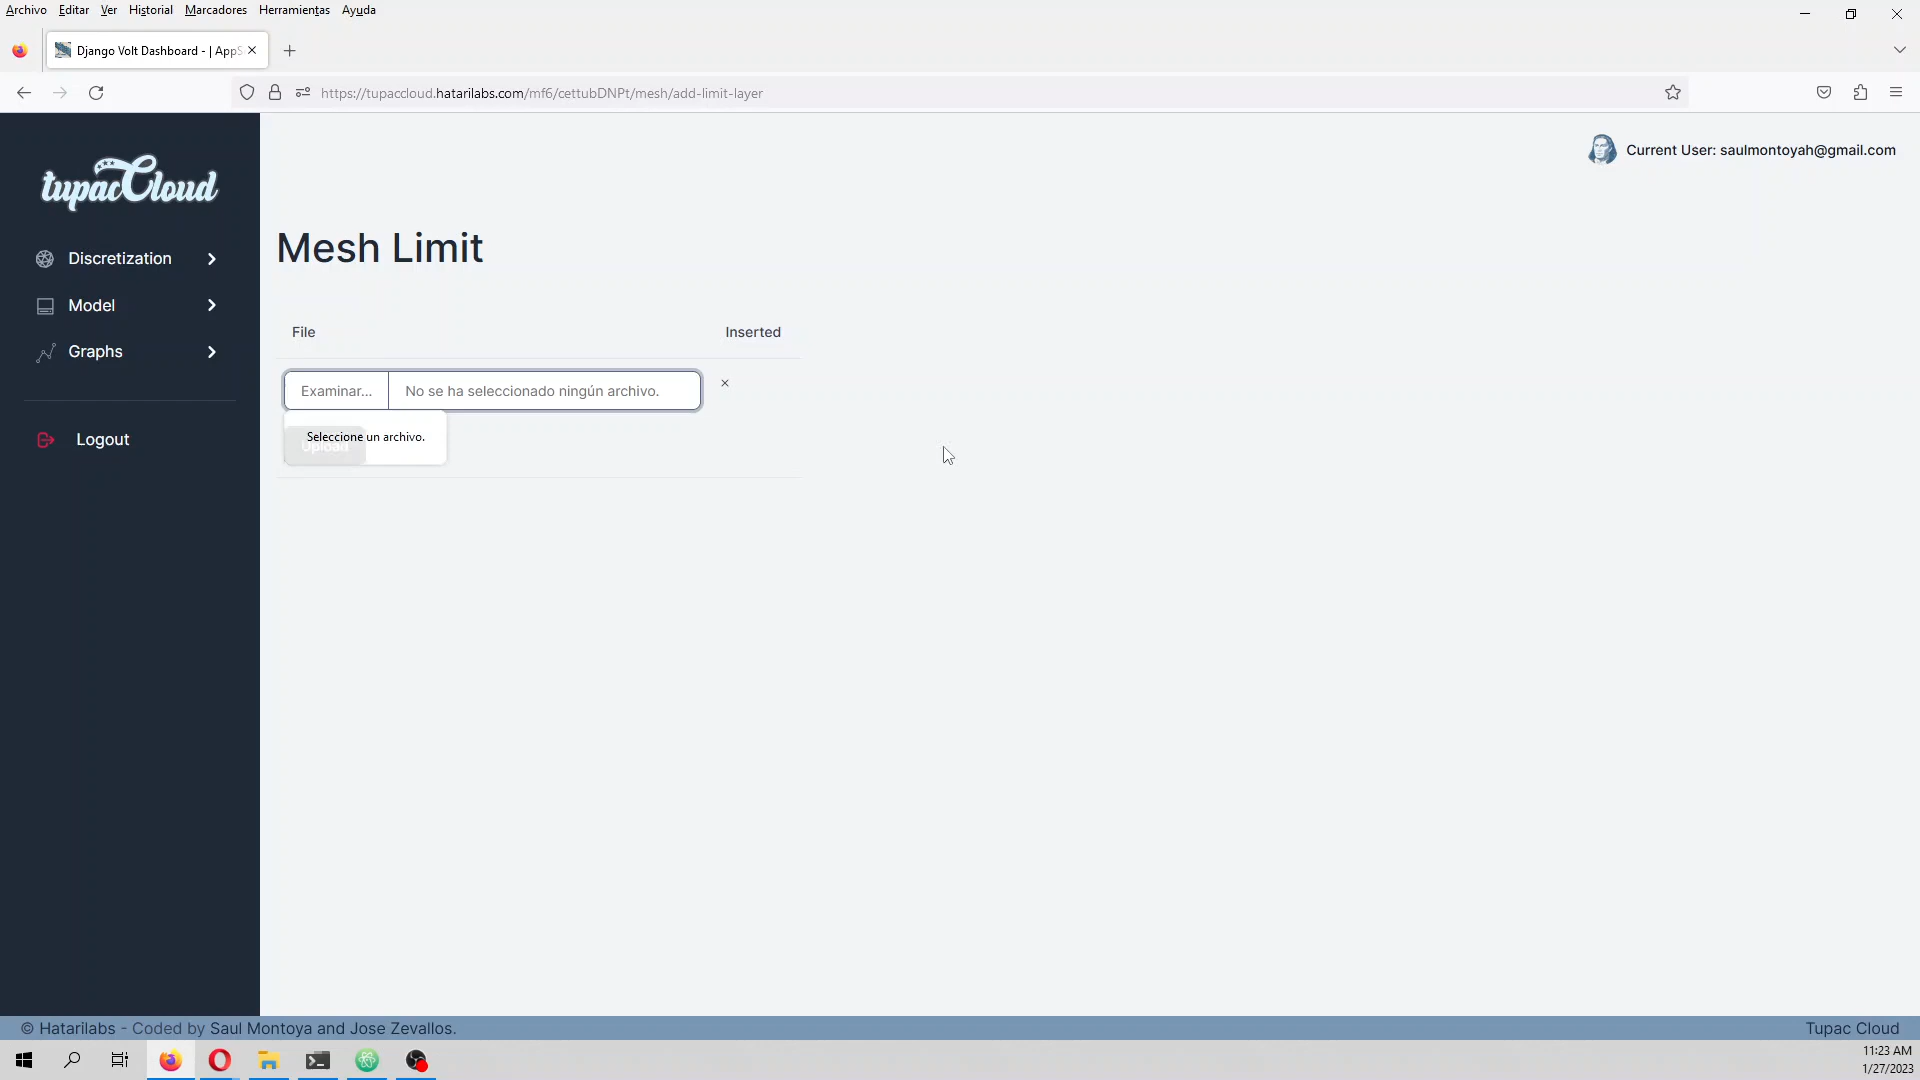 Archivo Editar Ver Historial Marcadores Herramientas Ayuda
Django Volt Dashboard - | AppS
https://tupaccloud.hatarilabs.com/mf6/cettubDNPt/mesh/add-limit-layer
tupacCloud
Current User: saulmontoyah@gmail.com
Discretization
Model
Graphs
Logout
Mesh Limit
File Inserted
Examinar... No se ha seleccionado ningún archivo.
Seleccione un archivo.
Upload
© Hatarilabs - Coded by Saul Montoya and Jose Zevallos. Tupac Cloud
11:23 AM
1/27/2023